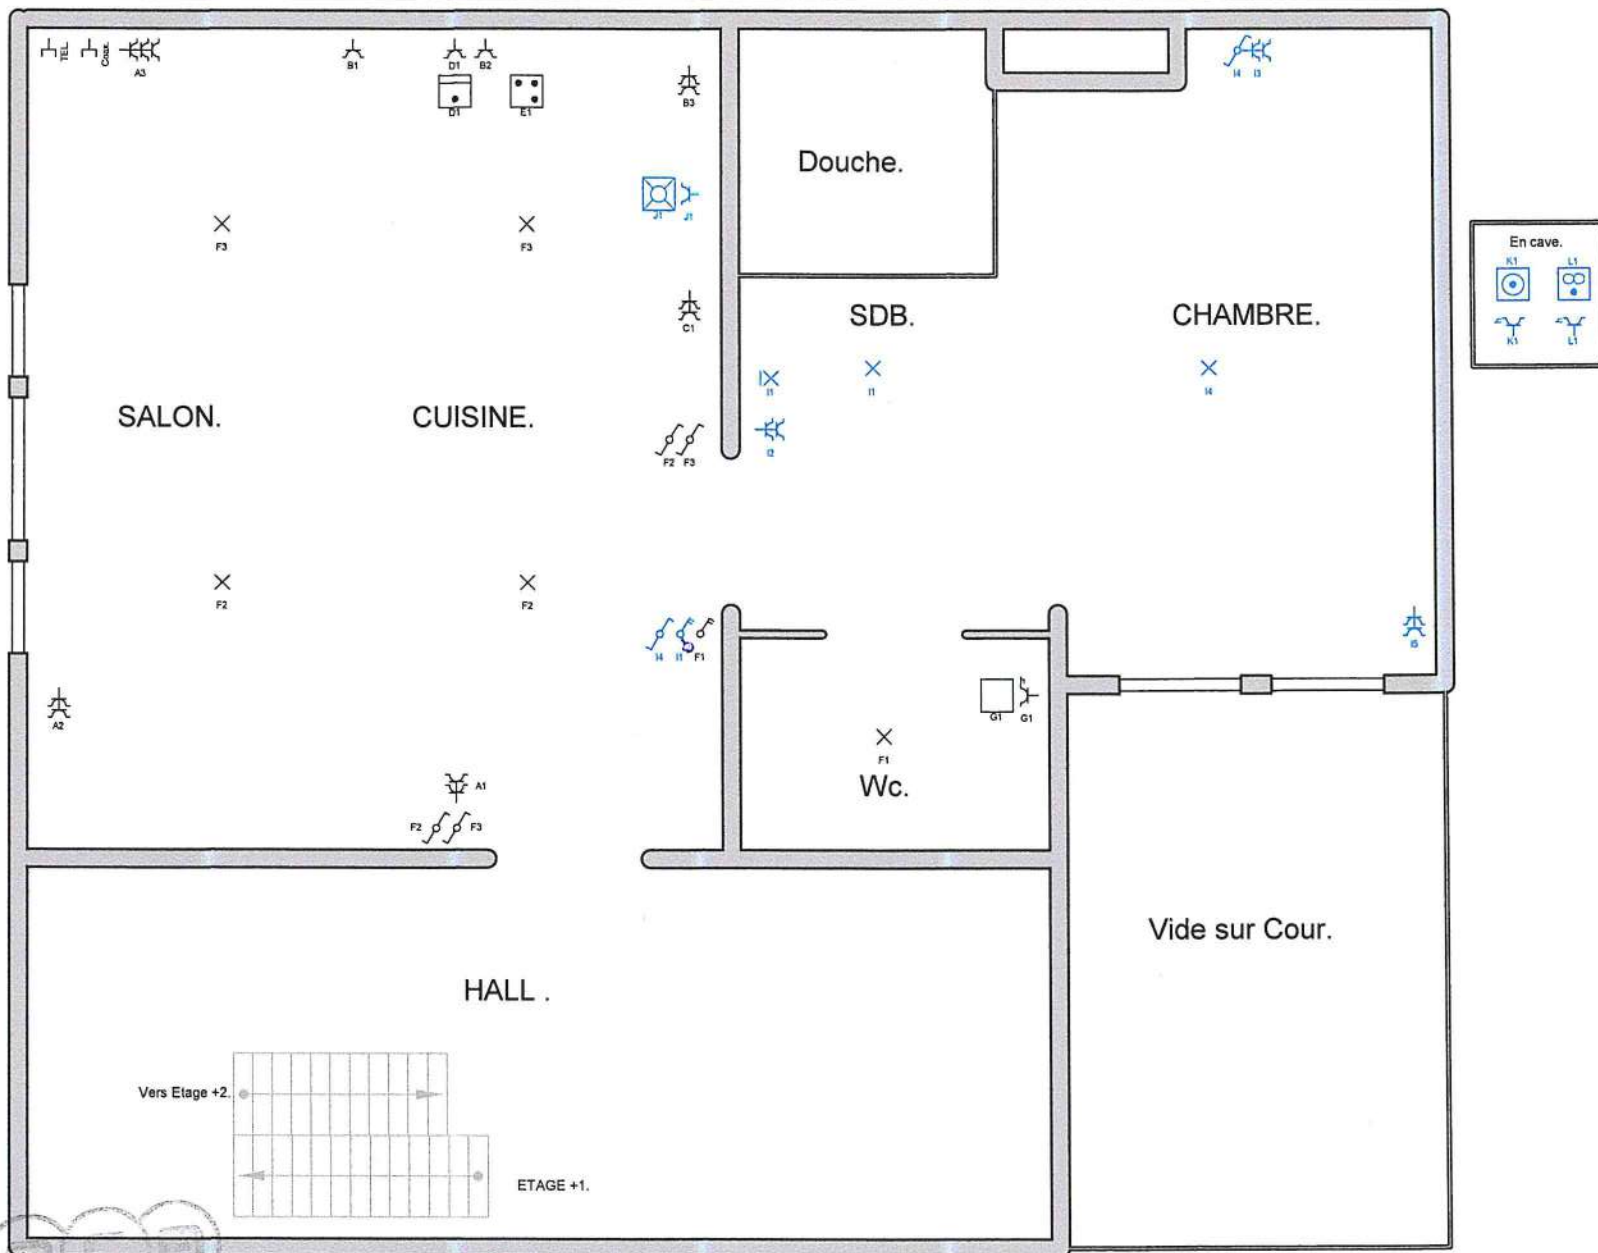 TEL.
Coax.
A3
B1
D1
B2
B3
I4
I3
D1
E1
Douche.
J1
J1
F3
F3
En cave.
K1
L1
K1
L1
C1
SDB.
CHAMBRE.
I1
I1
I4
SALON.
CUISINE.
F2
F3
I2
F2
F2
I4
I1
F1
I5
A2
G1
G1
F1
Wc.
A1
F2
F3
Vide sur Cour.
HALL .
Vers Etage +2.
ETAGE +1.